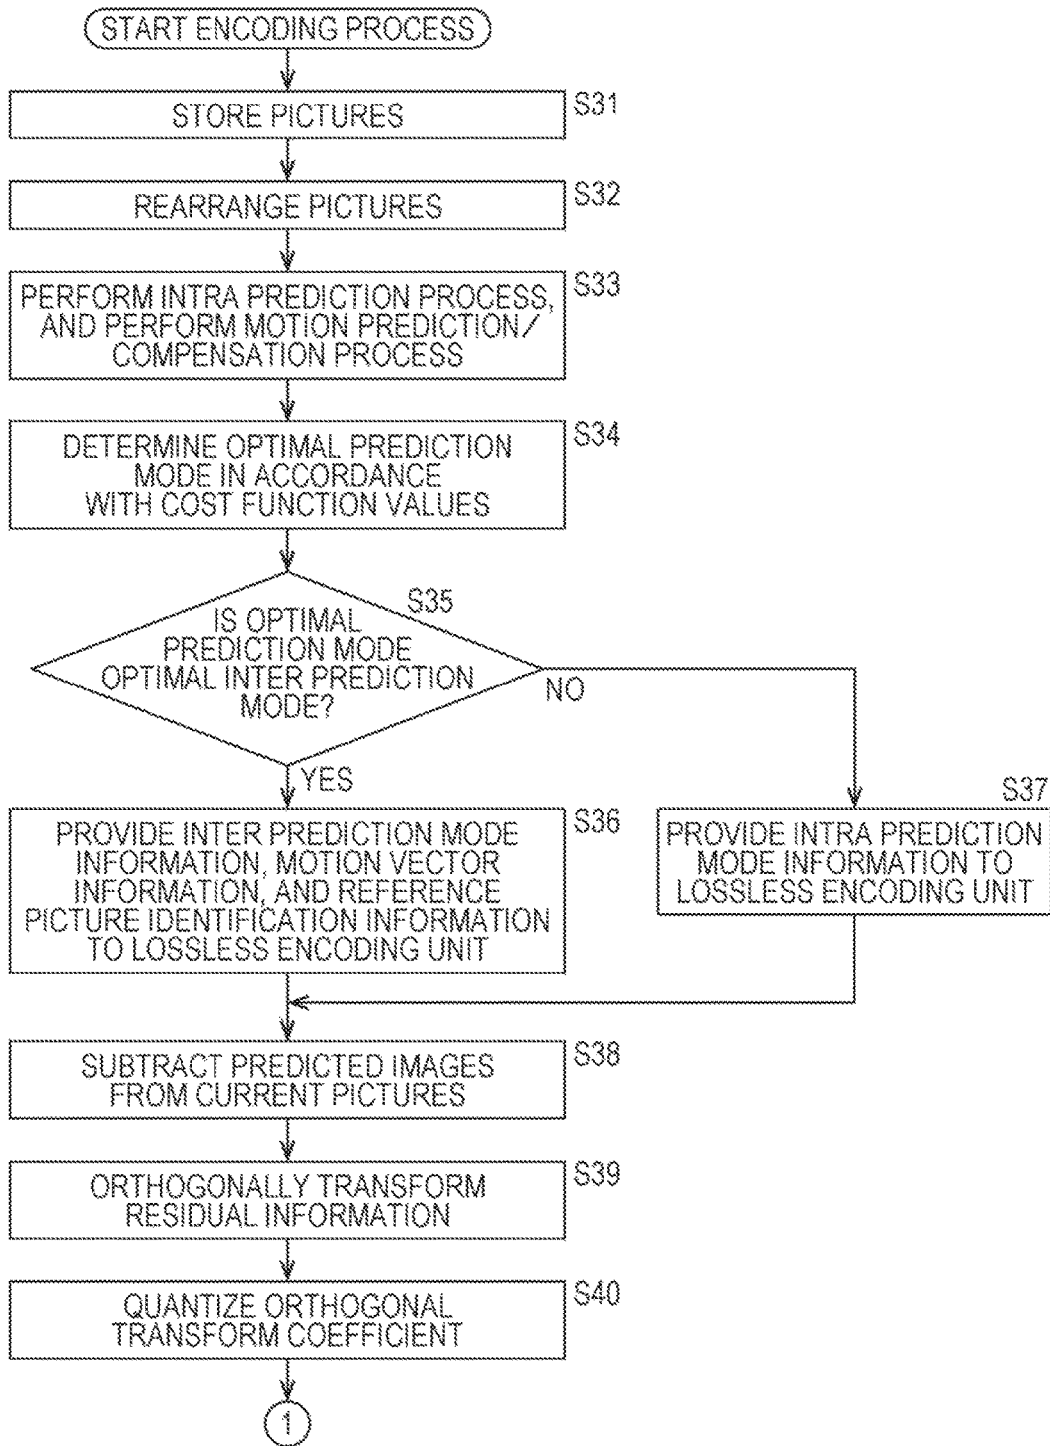 START ENCODING PROCESS
STORE PICTURES
S31
REARRANGE PICTURES
S32
PERFORM INTRA PREDICTION PROCESS,
AND PERFORM MOTION PREDICTION/
COMPENSATION PROCESS
S33
DETERMINE OPTIMAL PREDICTION
MODE IN ACCORDANCE
WITH COST FUNCTION VALUES
S34
S35
IS OPTIMAL
PREDICTION MODE
OPTIMAL INTER PREDICTION
MODE?
NO
YES
PROVIDE INTER PREDICTION MODE
INFORMATION, MOTION VECTOR
INFORMATION, AND REFERENCE
PICTURE IDENTIFICATION INFORMATION
TO LOSSLESS ENCODING UNIT
S36
S37
PROVIDE INTRA PREDICTION
MODE INFORMATION TO
LOSSLESS ENCODING UNIT
SUBTRACT PREDICTED IMAGES
FROM CURRENT PICTURES
S38
ORTHOGONALLY TRANSFORM
RESIDUAL INFORMATION
S39
QUANTIZE ORTHOGONAL
TRANSFORM COEFFICIENT
S40
1